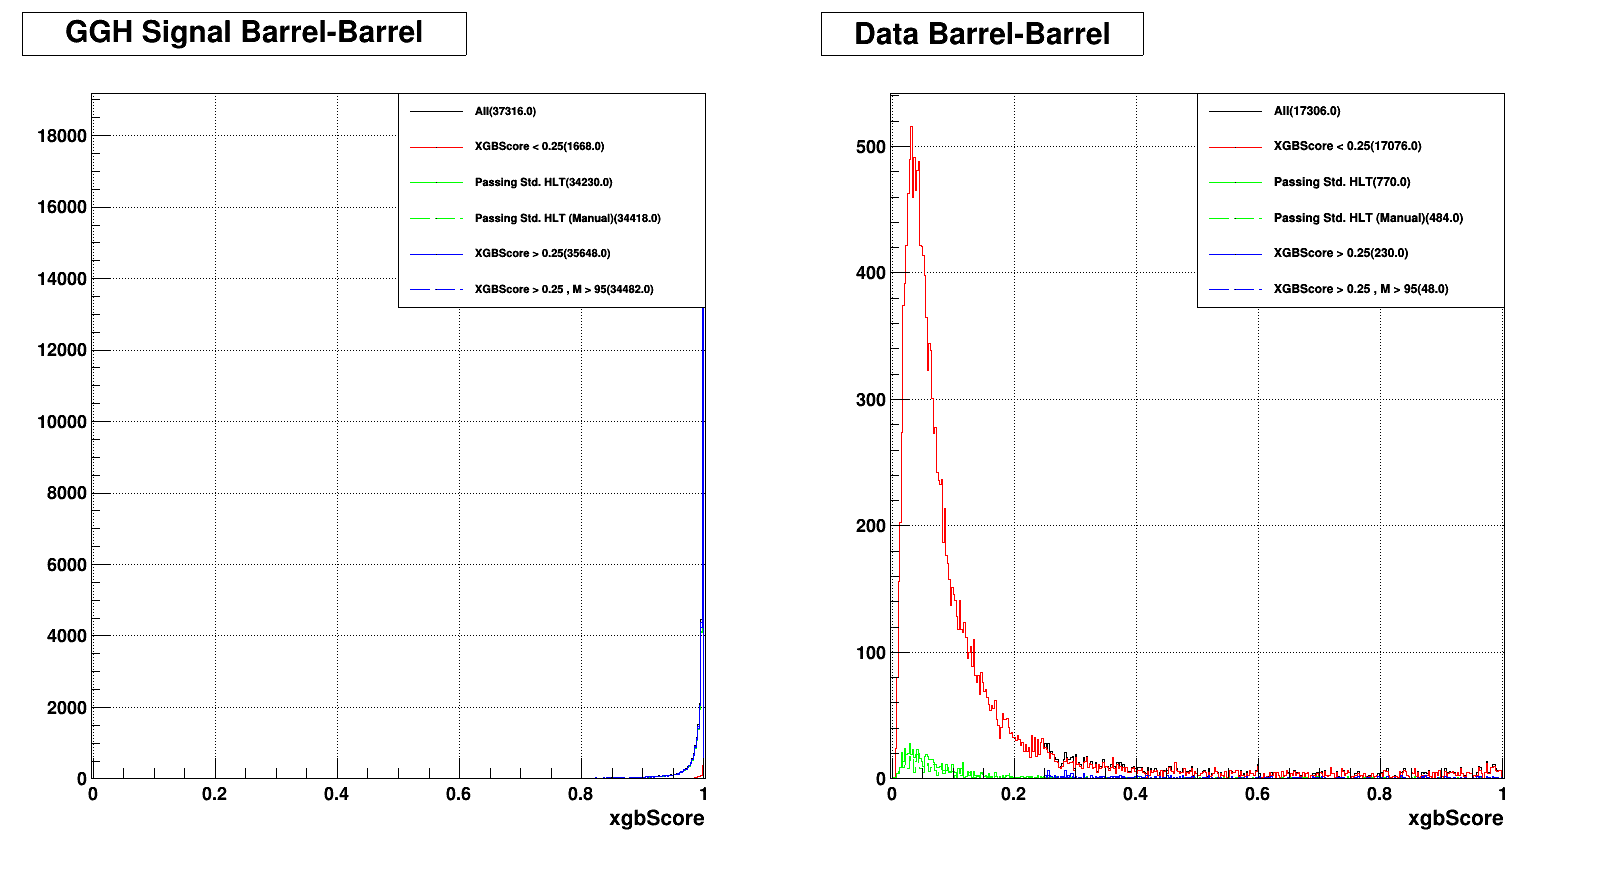 GGH Signal Barrel-Barrel
All(37316.0)
XGBScore < 0.25(1668.0)
Passing Std. HLT(34230.0)
Passing Std. HLT (Manual)(34418.0)
XGBScore > 0.25(35648.0)
XGBScore > 0.25 , M > 95(34482.0)
18000
16000
14000
12000
10000
8000
6000
4000
2000
0
0 0.2 0.4 0.6 0.8 1
xgbScore
Data Barrel-Barrel
All(17306.0)
XGBScore < 0.25(17076.0)
Passing Std. HLT(770.0)
Passing Std. HLT (Manual)(484.0)
XGBScore > 0.25(230.0)
XGBScore > 0.25 , M > 95(48.0)
500
400
300
200
100
0
0 0.2 0.4 0.6 0.8 1
xgbScore